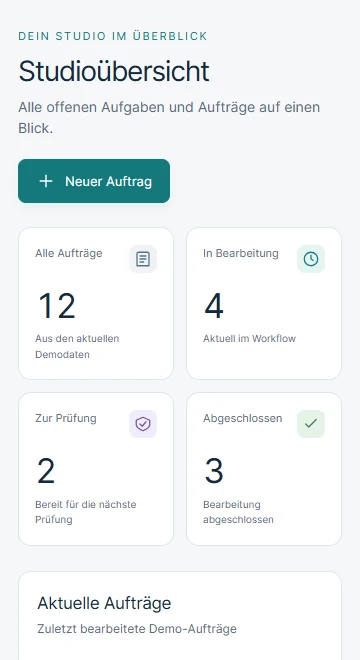 DEIN STUDIO IM ÜBERBLICK
Studioübersicht
Alle offenen Aufgaben und Aufträge auf einen
Blick.
Neuer Auftrag
Alle Aufträge
12
Aus den aktuellen
Demodaten
In Bearbeitung
4
Aktuell im Workflow
Zur Prüfung
2
Bereit für die nächste
Prüfung
Abgeschlossen
3
Bearbeitung
abgeschlossen
Aktuelle Aufträge
Zuletzt bearbeitete Demo-Aufträge